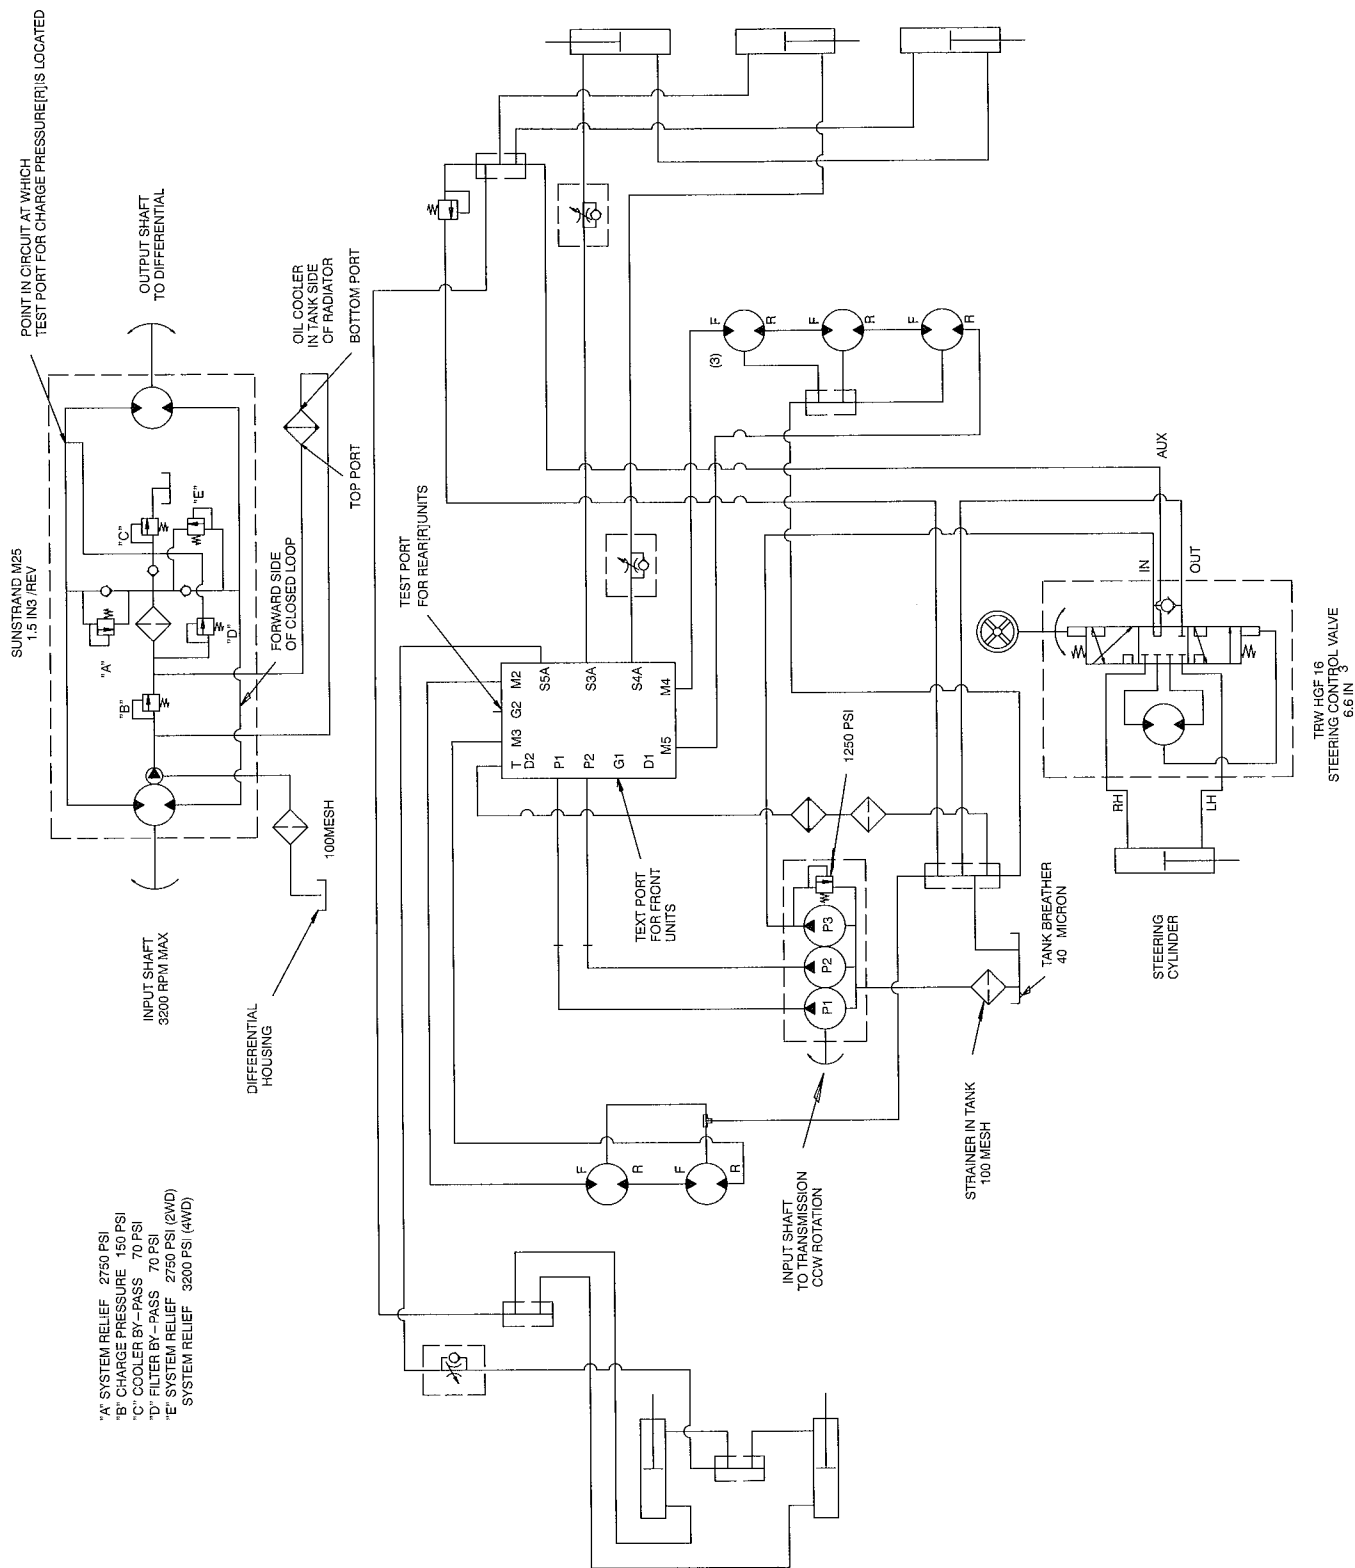 SUNSTRAND M25
1.5 IN3 /REV
POINT IN CIRCUIT AT WHICH
TEST PORT FOR CHARGE PRESSURE[R]IS LOCATED
OUTPUT SHAFT
TO DIFFERENTIAL
OIL COOLER
IN TANK SIDE
OF RADIATOR
BOTTOM PORT
TOP PORT
FORWARD SIDE
OF CLOSED LOOP
"A"
"B"
"C"
"D"
"E"
INPUT SHAFT
3200 RPM MAX
100MESH
DIFFERENTIAL
HOUSING
"A" SYSTEM RELIEF 2750 PSI
"B" CHARGE PRESSURE 150 PSI
"C" COOLER BY–PASS 70 PSI
"D" FILTER BY–PASS 70 PSI
"E" SYSTEM RELIEF 2750 PSI (2WD)
SYSTEM RELIEF 3200 PSI (4WD)
TEST PORT
FOR REAR[R]UNITS
M3 G2 M2
T
D2
S5A
P1
S3A
P2
G1
S4A
D1
M5 M4
TEXT PORT
FOR FRONT
UNITS
F
R
F
R
(3)
F
R
F
R
F
R
1250 PSI
P1
P2
P3
INPUT SHAFT
TO TRANSMISSION
CCW ROTATION
STRAINER IN TANK
100 MESH
TANK BREATHER
40 MICRON
AUX
IN
OUT
RH
LH
STEERING
CYLINDER
TRW HGF 16
STEERING CONTROL VALVE
6.6 IN 3